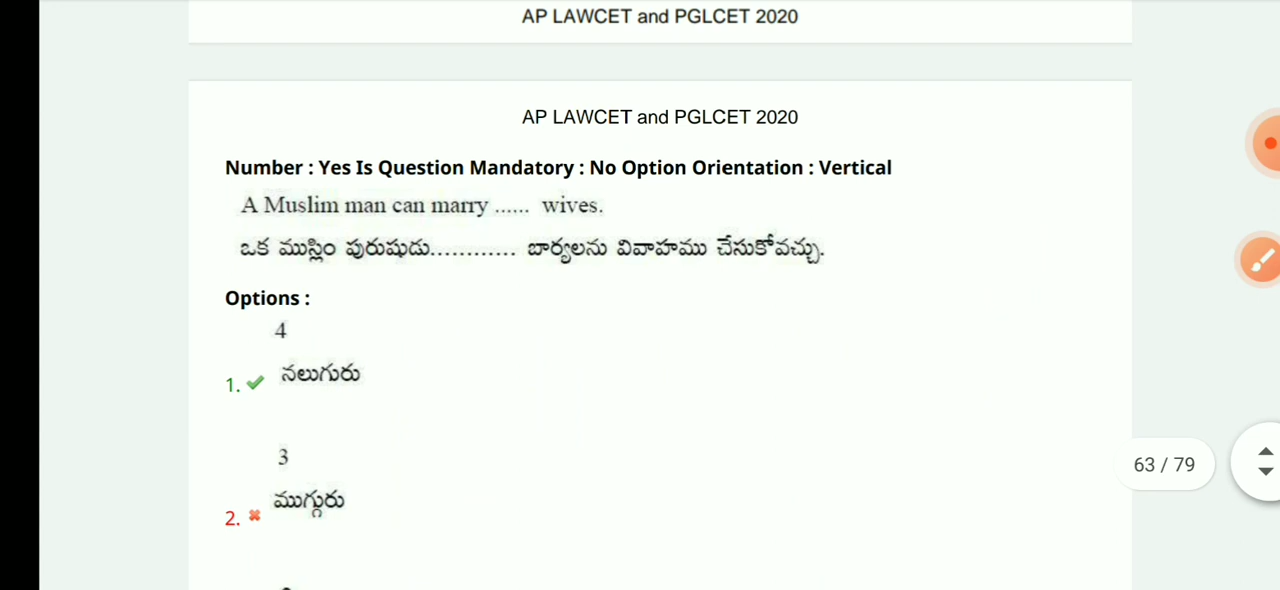 AP LAWCET and PGLCET 2020
AP LAWCET and PGLCET 2020
Number : Yes Is Question Mandatory : No Option Orientation : Vertical
A Muslim man can marry ...... wives.
ఒక ముస్లిం పురుషుడు............ బార్యలను వివాహము చేసుకోవచ్చు.
Options :
4
1. ✔ నలుగురు
3
2. ✖ ముగ్గురు
63 / 79